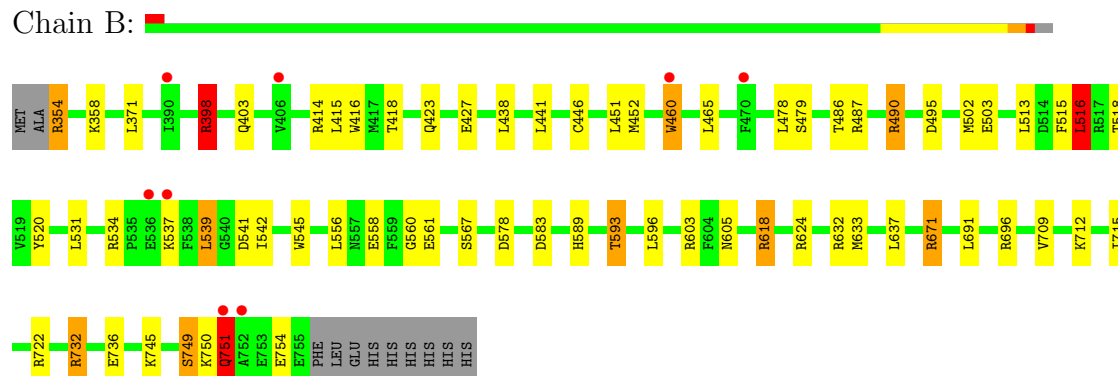 Chain B:
MET ALA R354 K358 L371 I390 R398 Q403 V406 R414 L415 W416 M417 T418 Q423 E427 L438 L441 C446 L451 M452 W460 L465 F470 L478 S479 T486 R487 R490 D495 M502 E503 L513 D514 F515 L516 R517 T518
V519 Y520 L531 R534 P535 E536 K537 F538 L539 G540 D541 I542 W545 L556 N557 E558 F559 G560 E561 S567 D578 D583 H589 T593 L596 R603 F604 N605 R618 R624 R632 M633 L637 R671 L691 R696 V709 K712
R722 R732 E736 K745 S749 K750 Q751 A752 E753 E754 E755 PHE LEU GLU HIS HIS HIS HIS HIS HIS